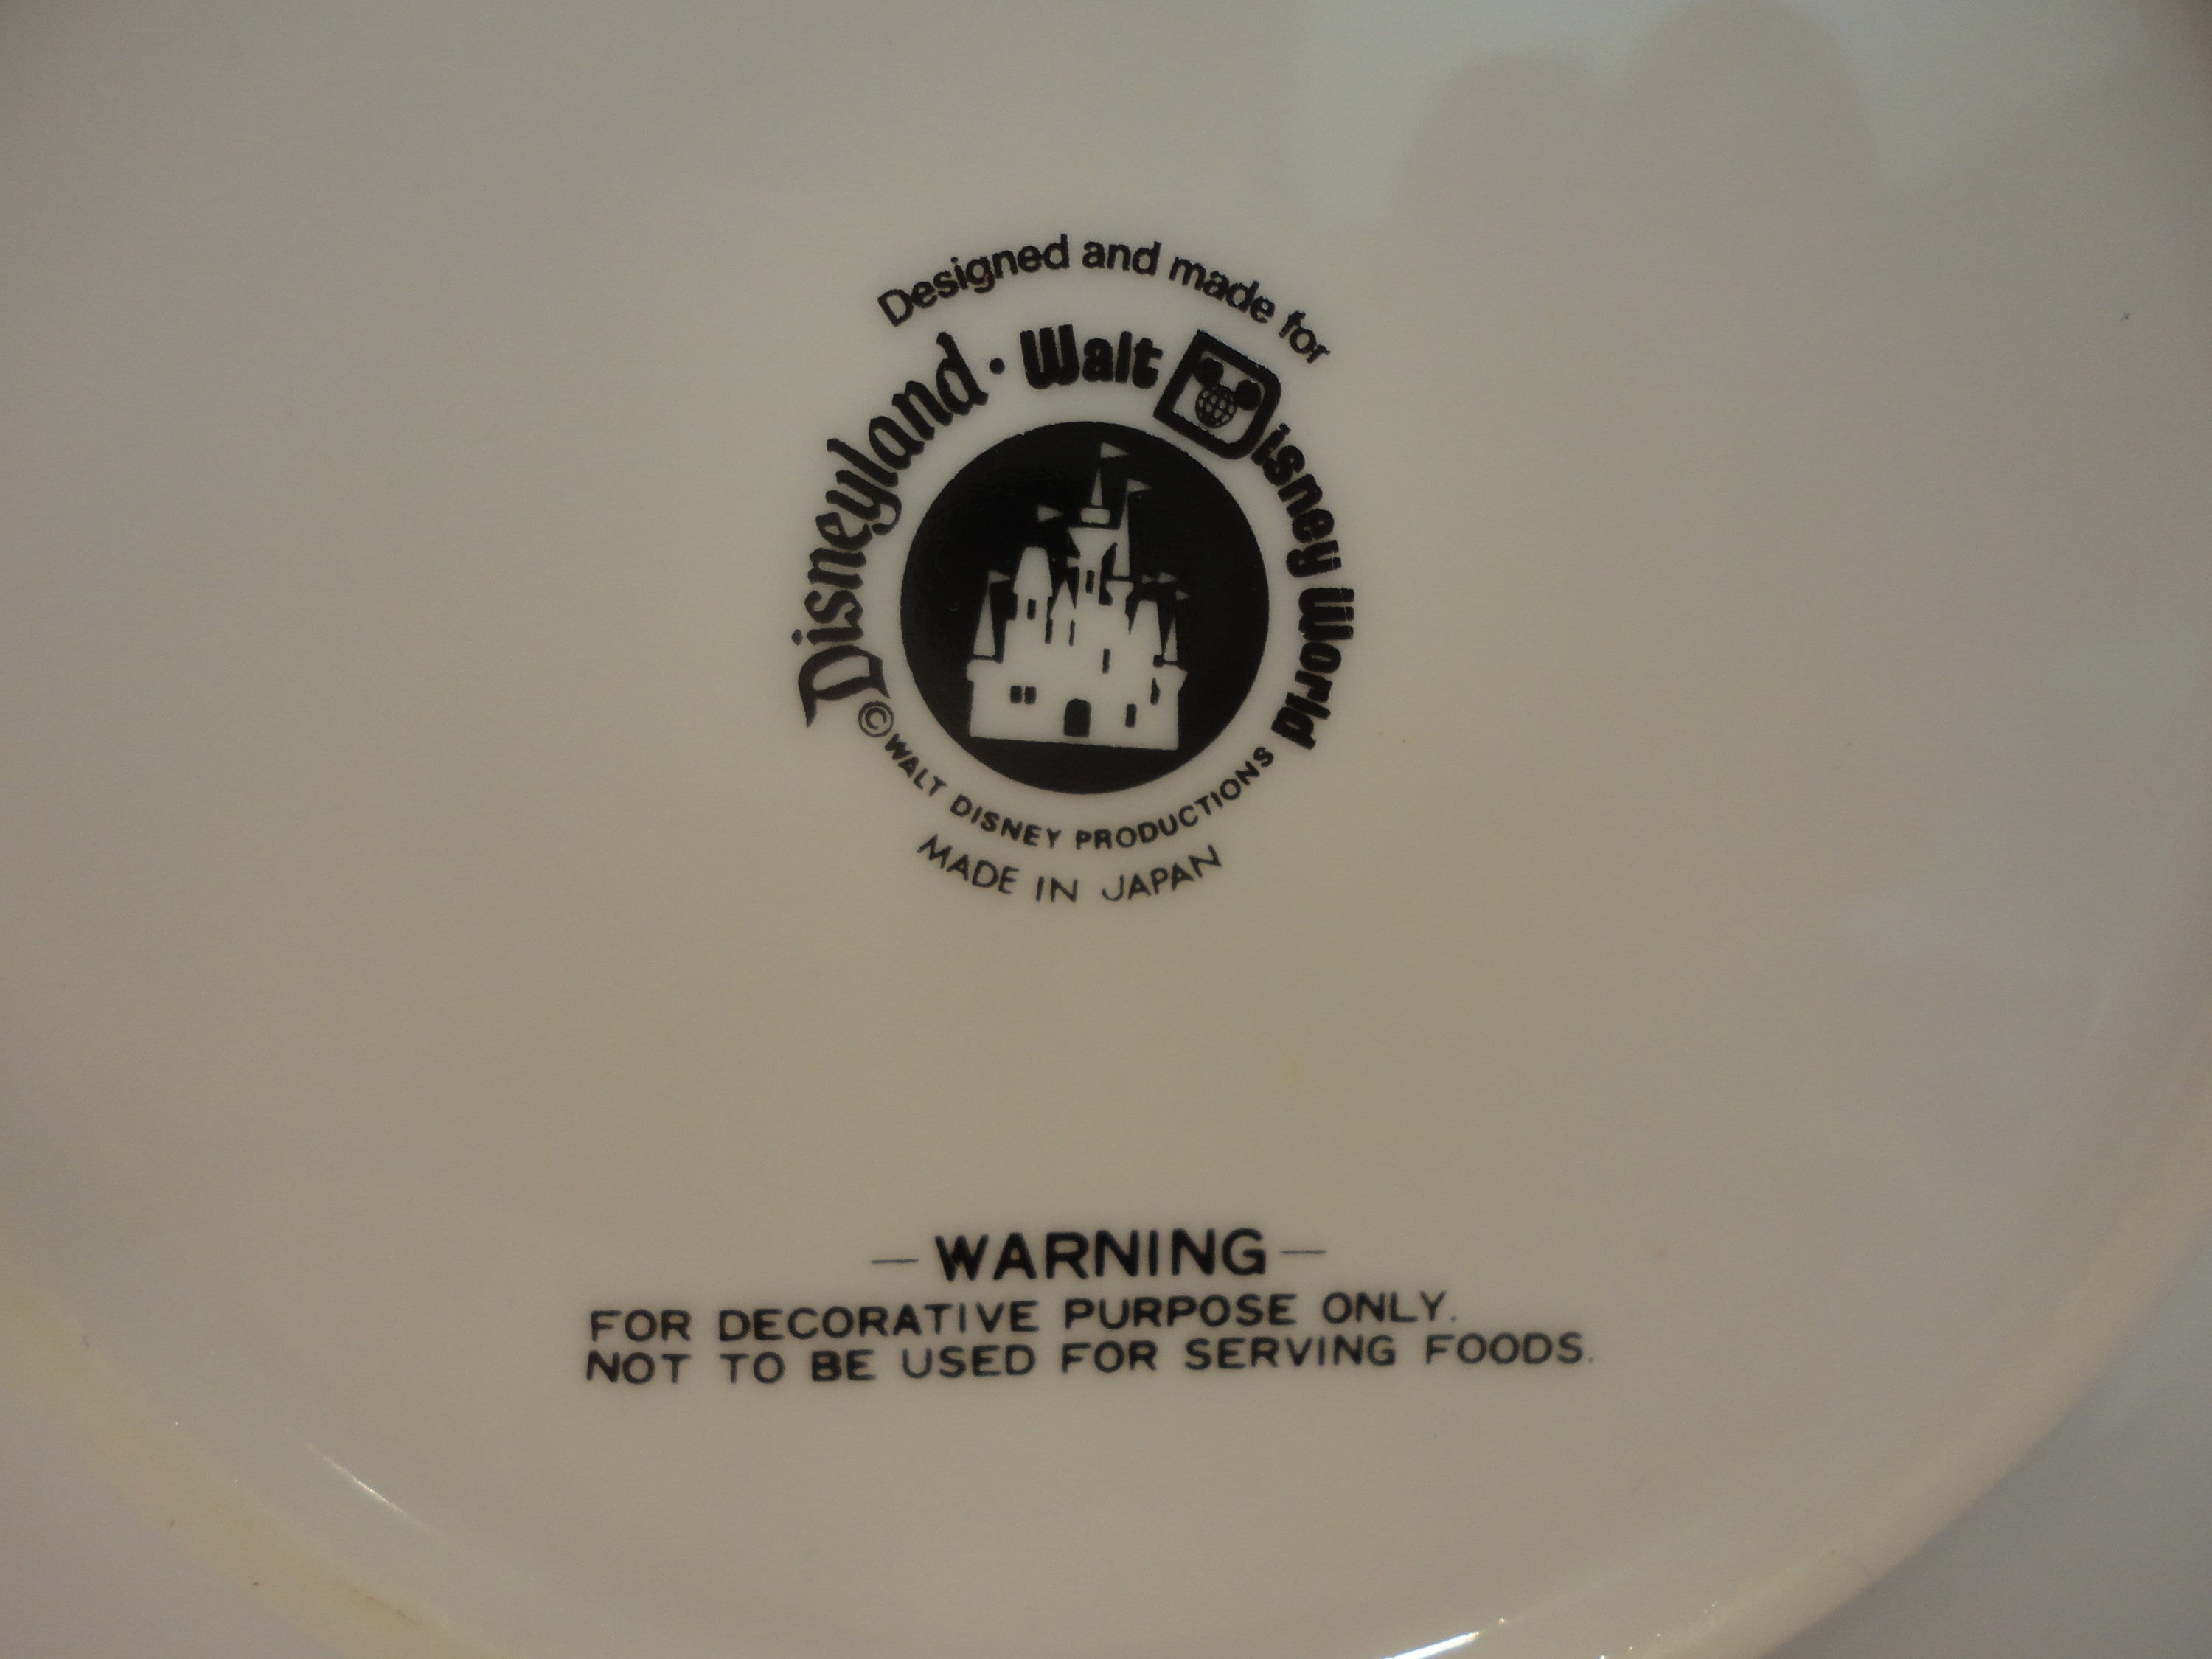 Designed and made for
Disneyland · Walt Disney World
© WALT DISNEY PRODUCTIONS
MADE IN JAPAN
— WARNING —
FOR DECORATIVE PURPOSE ONLY.
NOT TO BE USED FOR SERVING FOODS.